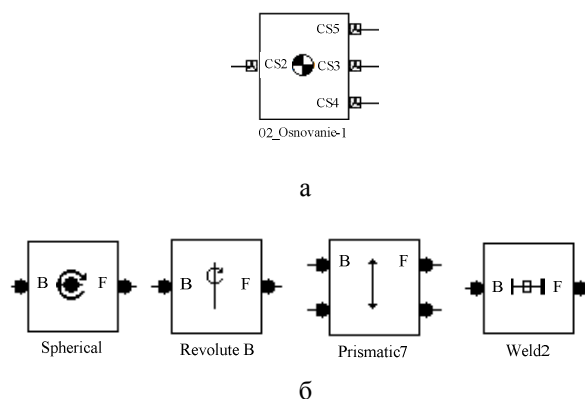 CS5
CS2 CS3
CS4
02_Osnovanie-1
а
B F B F B F B F
Spherical Revolute B Prismatic7 Weld2
б